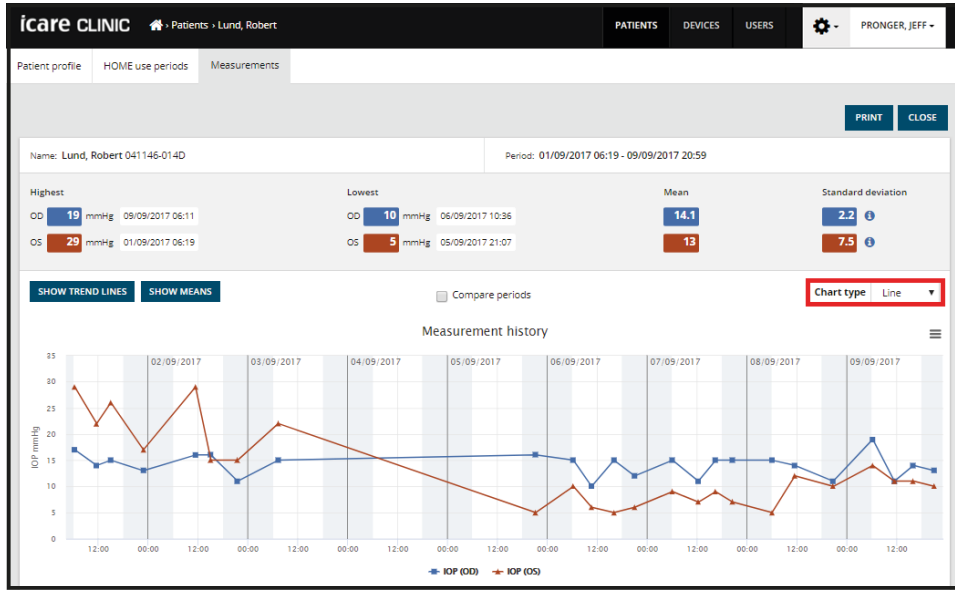 icare CLINIC › Patients › Lund, Robert PATIENTS DEVICES USERS PRONGER, JEFF
Patient profile HOME use periods Measurements
PRINT CLOSE
Name: Lund, Robert 041146-014D Period: 01/09/2017 06:19 - 09/09/2017 20:59
Highest Lowest Mean Standard deviation
OD 19 mmHg 09/09/2017 06:11 OD 10 mmHg 06/09/2017 10:36 14.1 2.2 i
OS 29 mmHg 01/09/2017 06:19 OS 5 mmHg 05/09/2017 21:07 13 7.5 i
SHOW TREND LINES SHOW MEANS Compare periods Chart type Line
Measurement history
02/09/2017 03/09/2017 04/09/2017 05/09/2017 06/09/2017 07/09/2017 08/09/2017 09/09/2017
35
30
25
20
15
10
5
0
IOP mmHg
12:00 00:00 12:00 00:00 12:00 00:00 12:00 00:00 12:00 00:00 12:00 00:00 12:00 00:00 12:00 00:00 12:00
IOP (OD) IOP (OS)